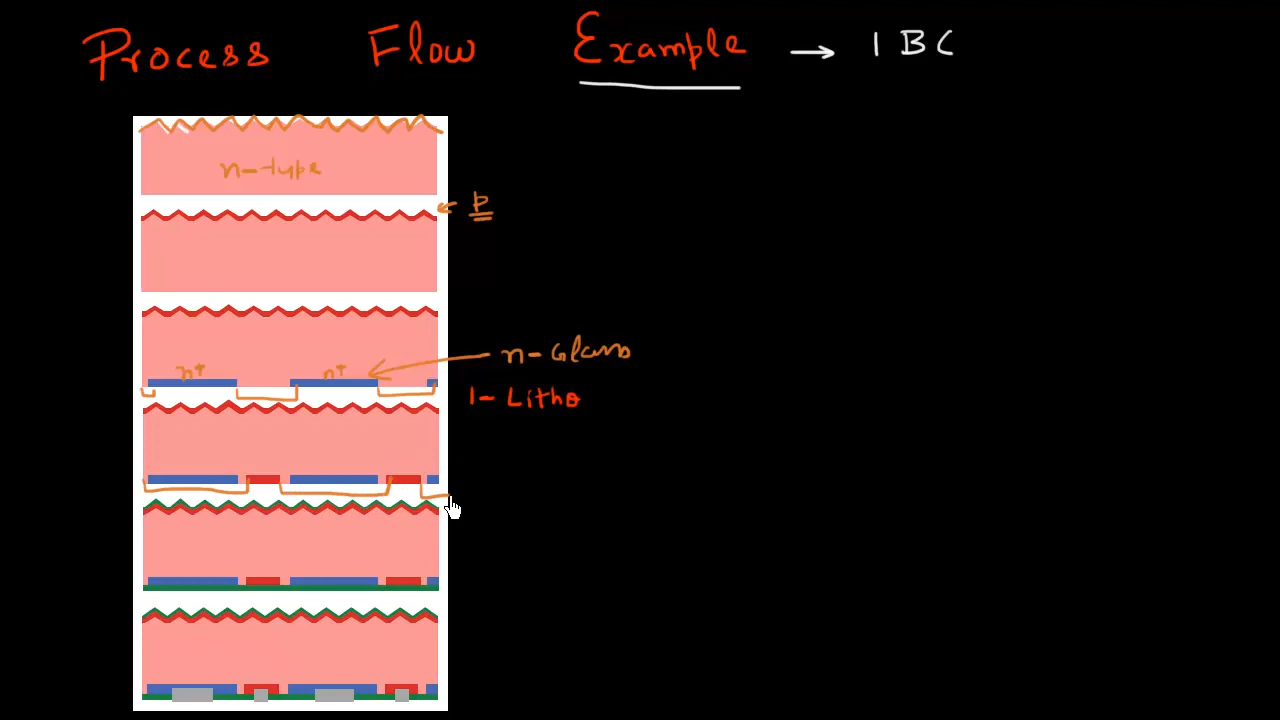 Process Flow Example → IBC
n-type
p
n+ n+
n-Glass
1-Litho